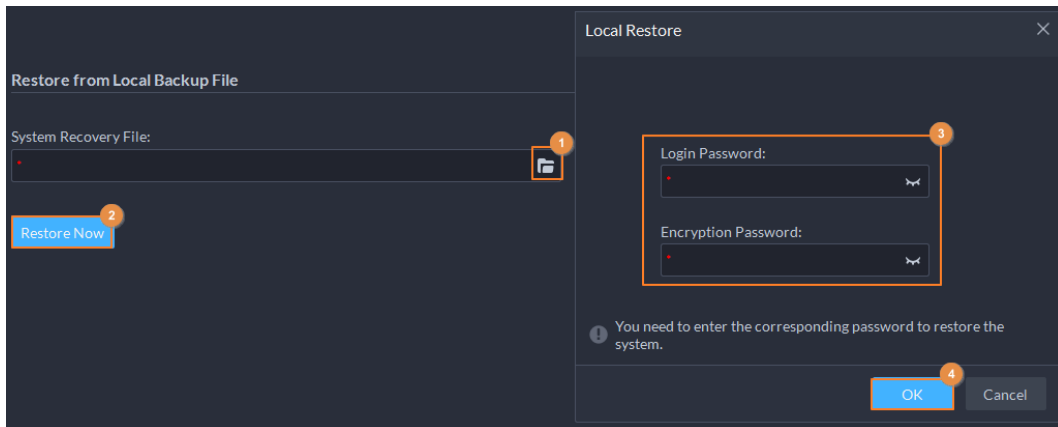 Restore from Local Backup File
System Recovery File:
*
1
2
Restore Now
Local Restore
3
Login Password:
*
Encryption Password:
*
You need to enter the corresponding password to restore the
system.
4
OK
Cancel